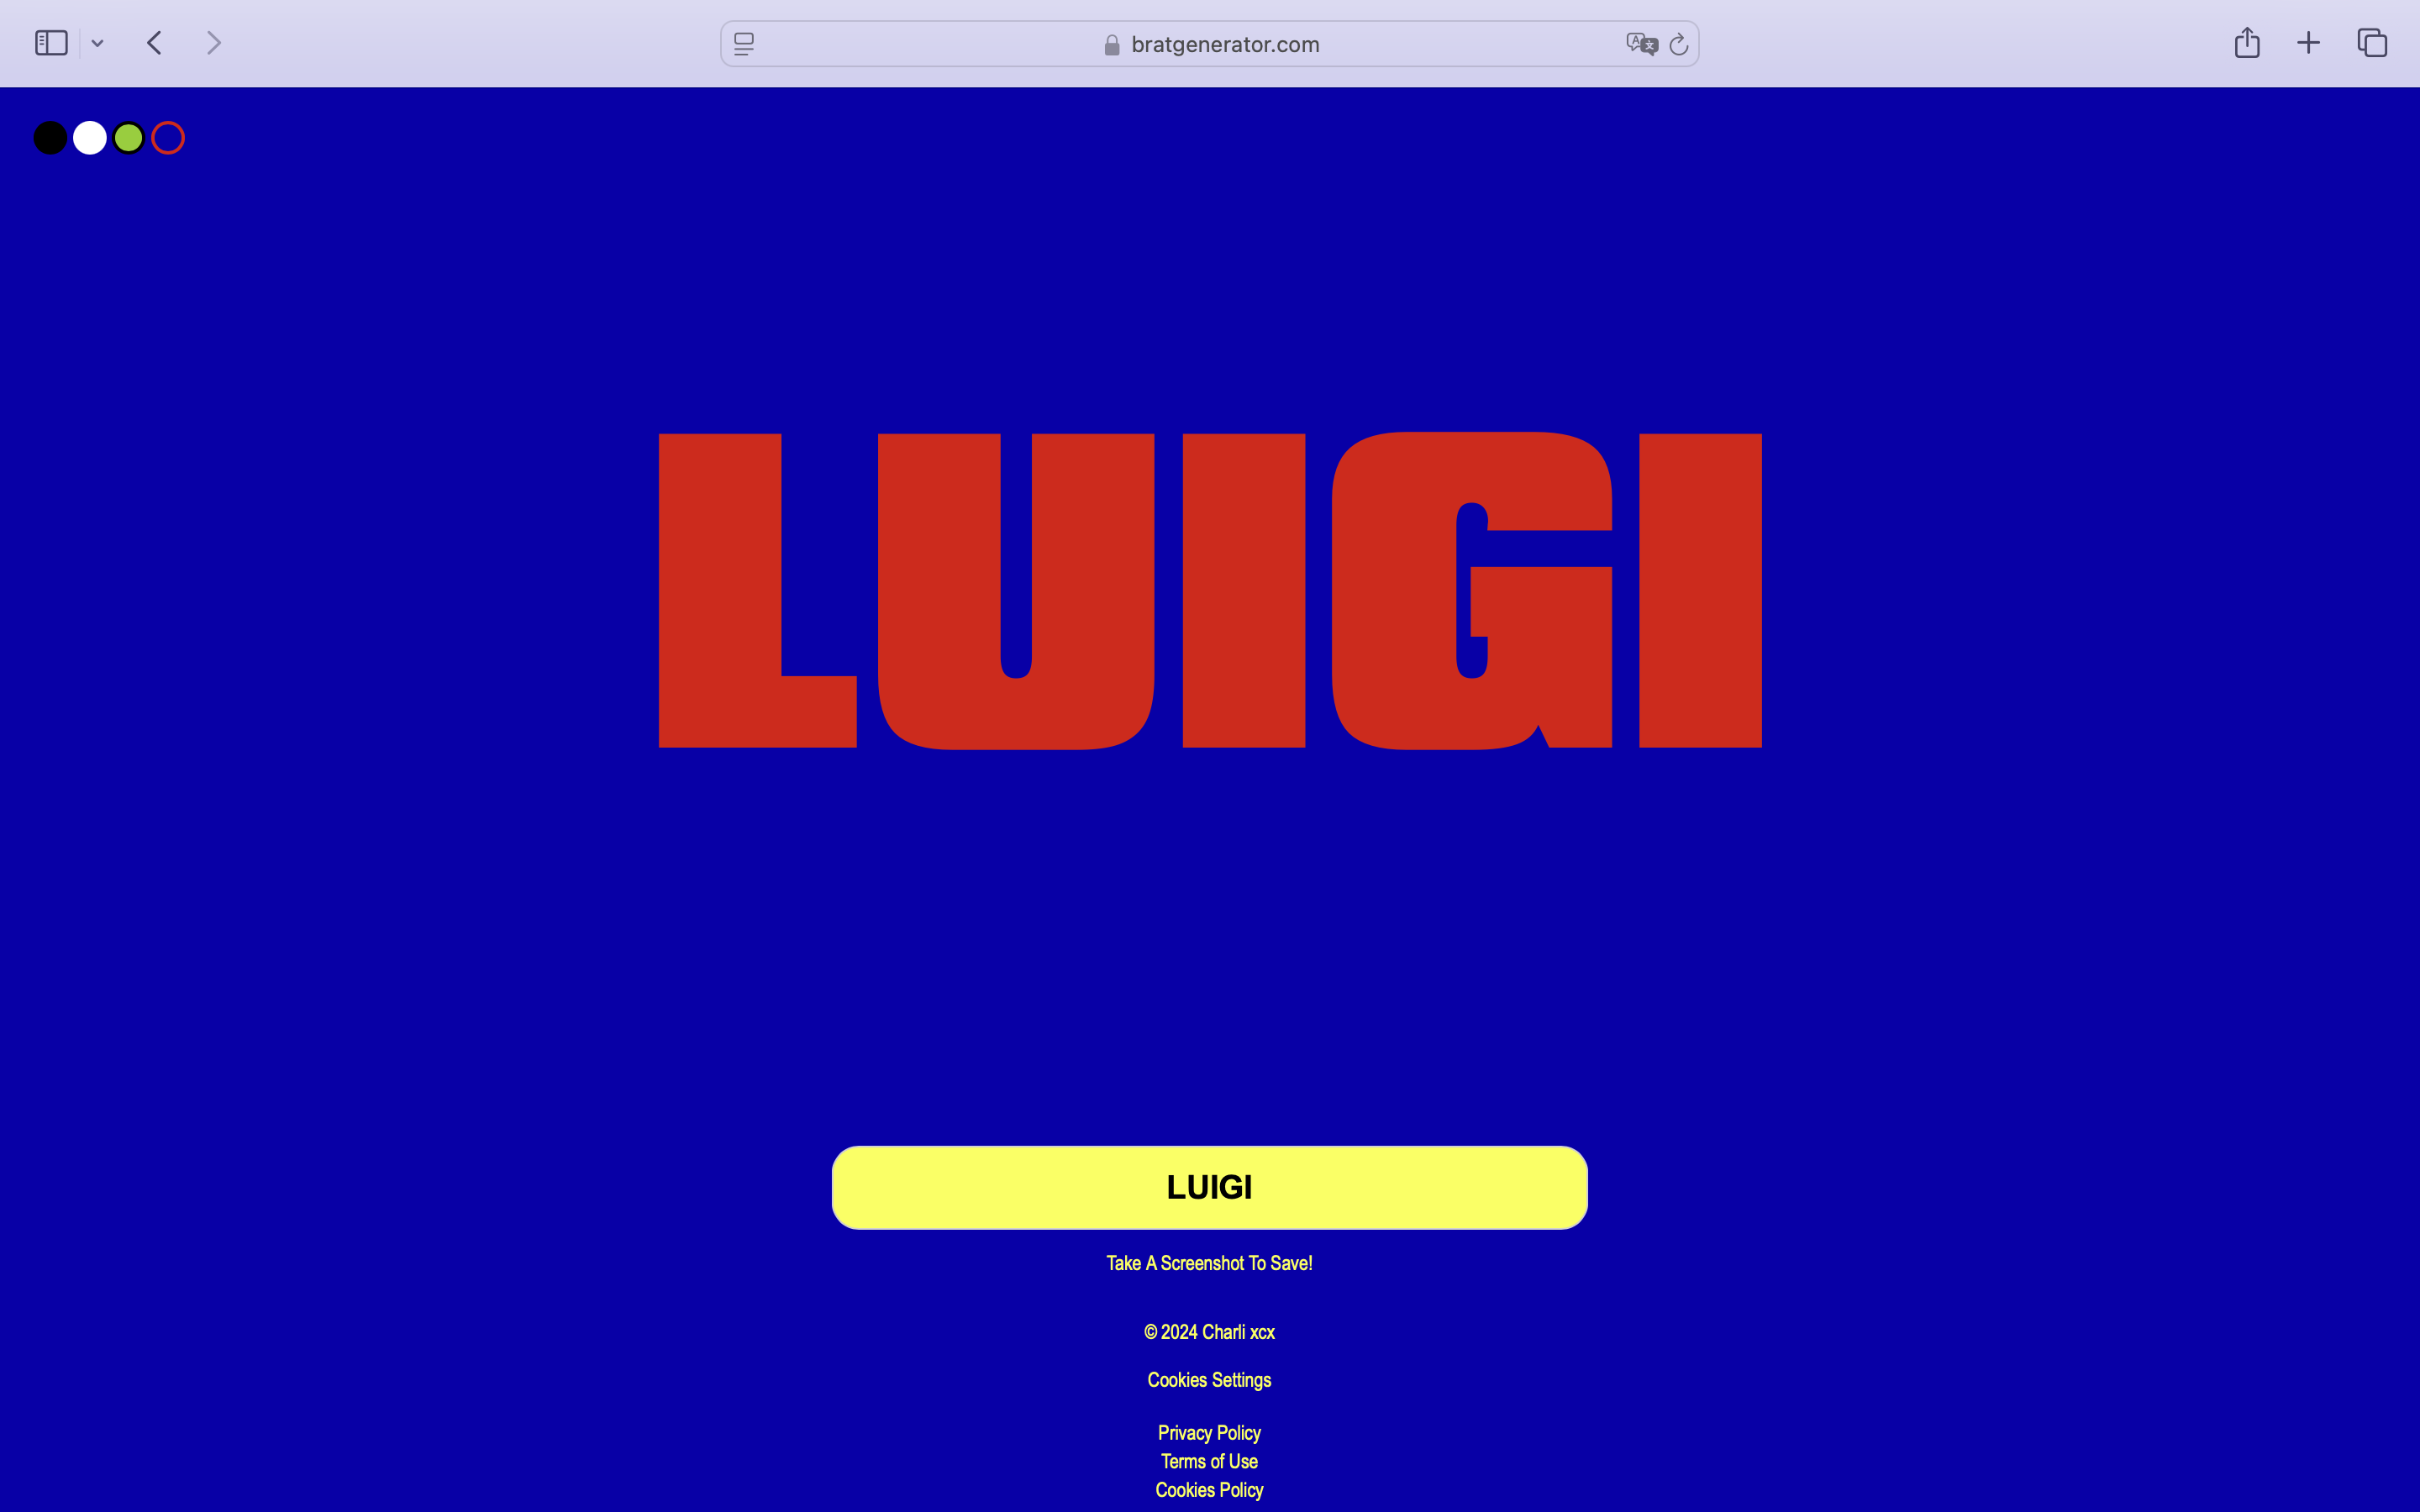 bratgenerator.com
LUIGI
LUIGI
Take A Screenshot To Save!
© 2024 Charli xcx
Cookies Settings
Privacy Policy
Terms of Use
Cookies Policy